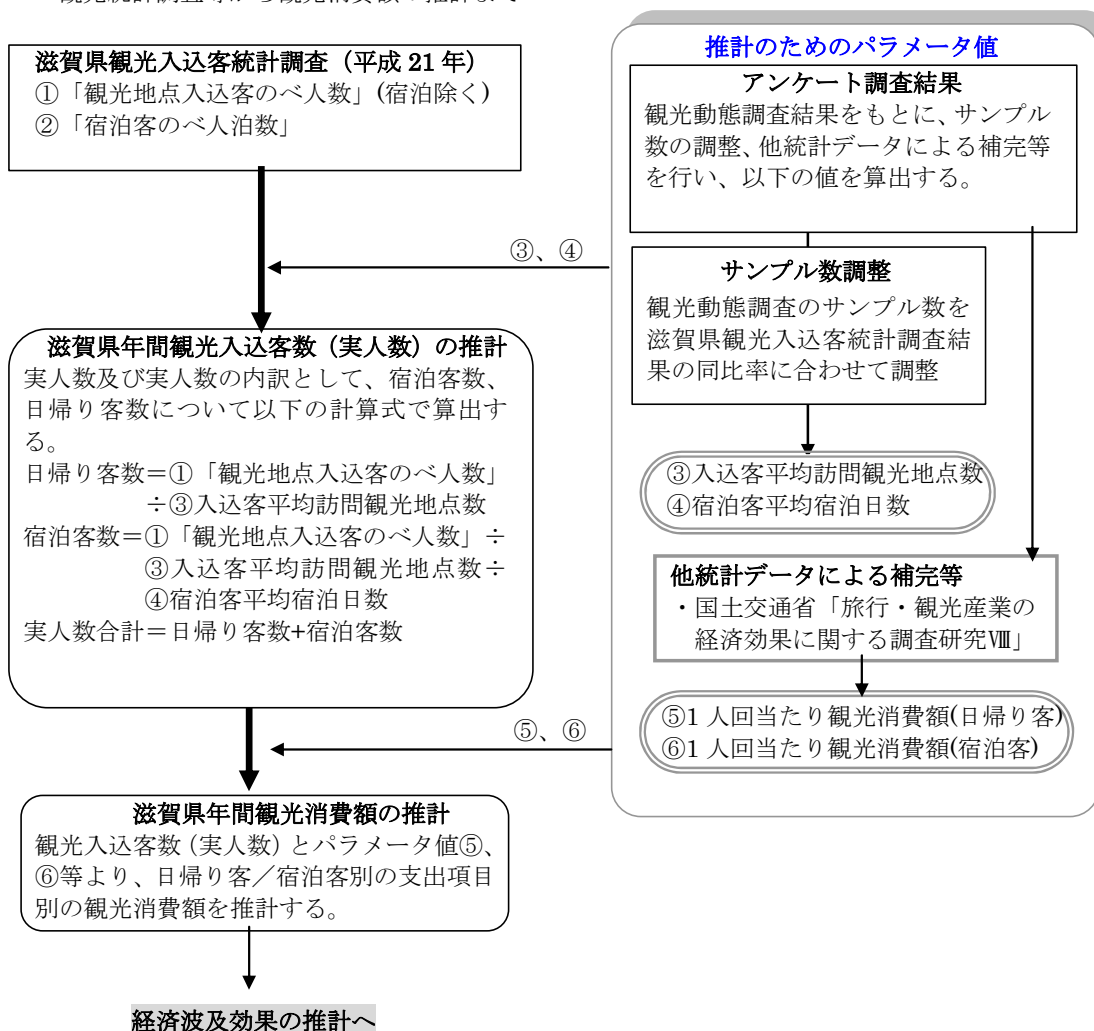 滋賀県観光入込客統計調査（平成 21 年）
①「観光地点入込客のべ人数」(宿泊除く)
②「宿泊客のべ人泊数」
③、④
滋賀県年間観光入込客数（実人数）の推計
実人数及び実人数の内訳として、宿泊客数、
日帰り客数について以下の計算式で算出す
る。
日帰り客数＝①「観光地点入込客のべ人数」
÷③入込客平均訪問観光地点数
宿泊客数＝①「観光地点入込客のべ人数」÷
③入込客平均訪問観光地点数÷
④宿泊客平均宿泊日数
実人数合計＝日帰り客数+宿泊客数
⑤、⑥
滋賀県年間観光消費額の推計
観光入込客数（実人数）とパラメータ値⑤、
⑥等より、日帰り客／宿泊客別の支出項目
別の観光消費額を推計する。
経済波及効果の推計へ
推計のためのパラメータ値
アンケート調査結果
観光動態調査結果をもとに、サンプル
数の調整、他統計データによる補完等
を行い、以下の値を算出する。
サンプル数調整
観光動態調査のサンプル数を
滋賀県観光入込客統計調査結
果の同比率に合わせて調整
③入込客平均訪問観光地点数
④宿泊客平均宿泊日数
他統計データによる補完等
・国土交通省「旅行・観光産業の
経済効果に関する調査研究Ⅷ」
⑤1 人回当たり観光消費額(日帰り客)
⑥1 人回当たり観光消費額(宿泊客)